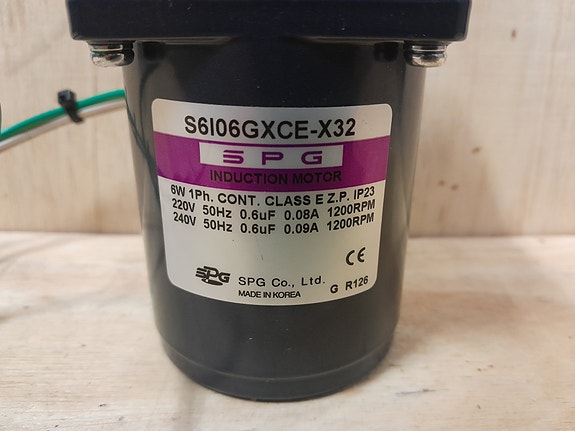 S6I06GXCE-X32
SPG
INDUCTION MOTOR
6W 1Ph. CONT. CLASS E Z.P. IP23
220V 50Hz 0.6uF 0.08A 1200RPM
240V 50Hz 0.6uF 0.09A 1200RPM
CE
SPG SPG Co., Ltd.
MADE IN KOREA
G R126